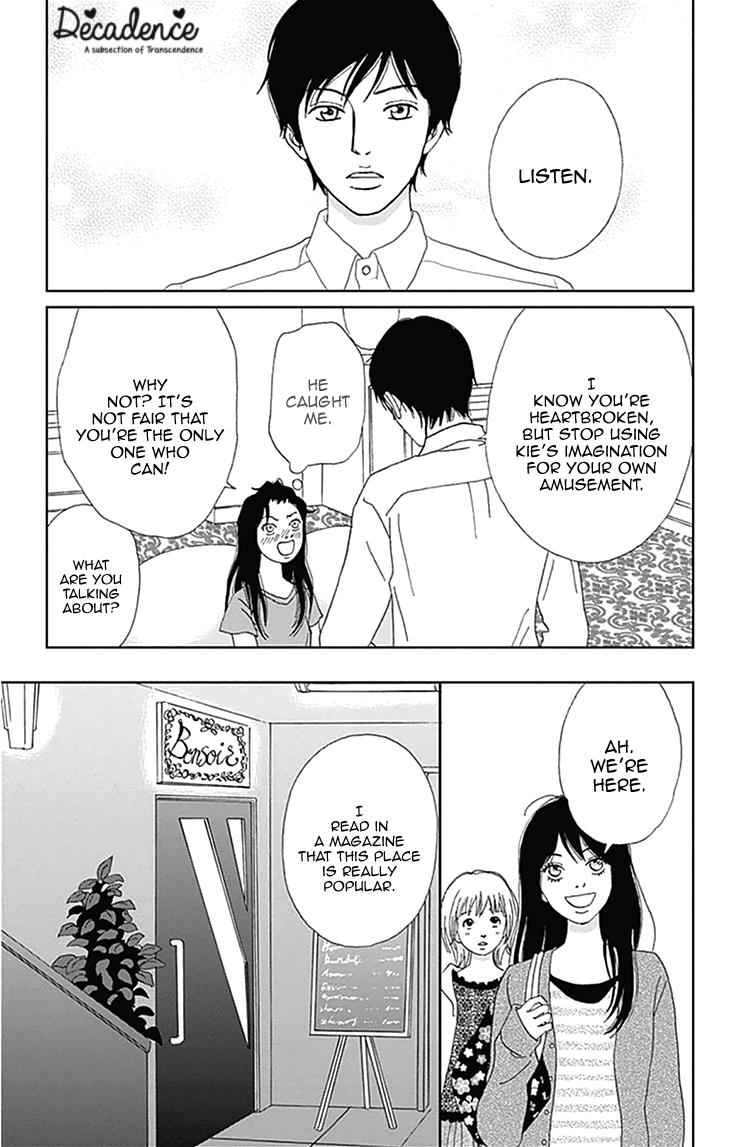 Decadence
A subsection of Transcendence
LISTEN.
I
KNOW YOU'RE
HEARTBROKEN,
BUT STOP USING
KIE'S IMAGINATION
FOR YOUR OWN
AMUSEMENT.
HE
CAUGHT
ME.
WHY
NOT? IT'S
NOT FAIR THAT
YOU'RE THE ONLY
ONE WHO
CAN!
WHAT
ARE YOU
TALKING
ABOUT?
AH,
WE'RE
HERE.
I
READ IN
A MAGAZINE
THAT THIS PLACE
IS REALLY
POPULAR.
Bonsoir